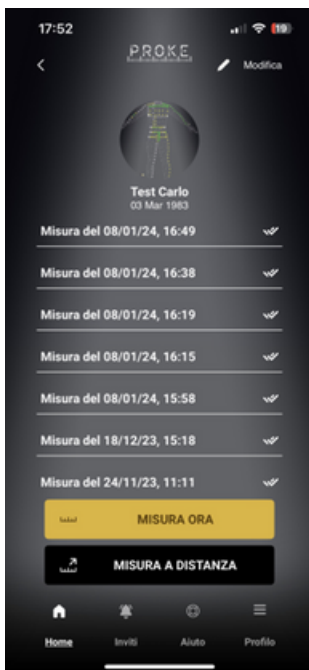 17:52
19
PROKE
Modifica
Test Carlo
03 Mar 1983
Misura del 08/01/24, 16:49
Misura del 08/01/24, 16:38
Misura del 08/01/24, 16:19
Misura del 08/01/24, 16:15
Misura del 08/01/24, 15:58
Misura del 18/12/23, 15:18
Misura del 24/11/23, 11:11
MISURA ORA
MISURA A DISTANZA
Home Inviti Aiuto Profilo